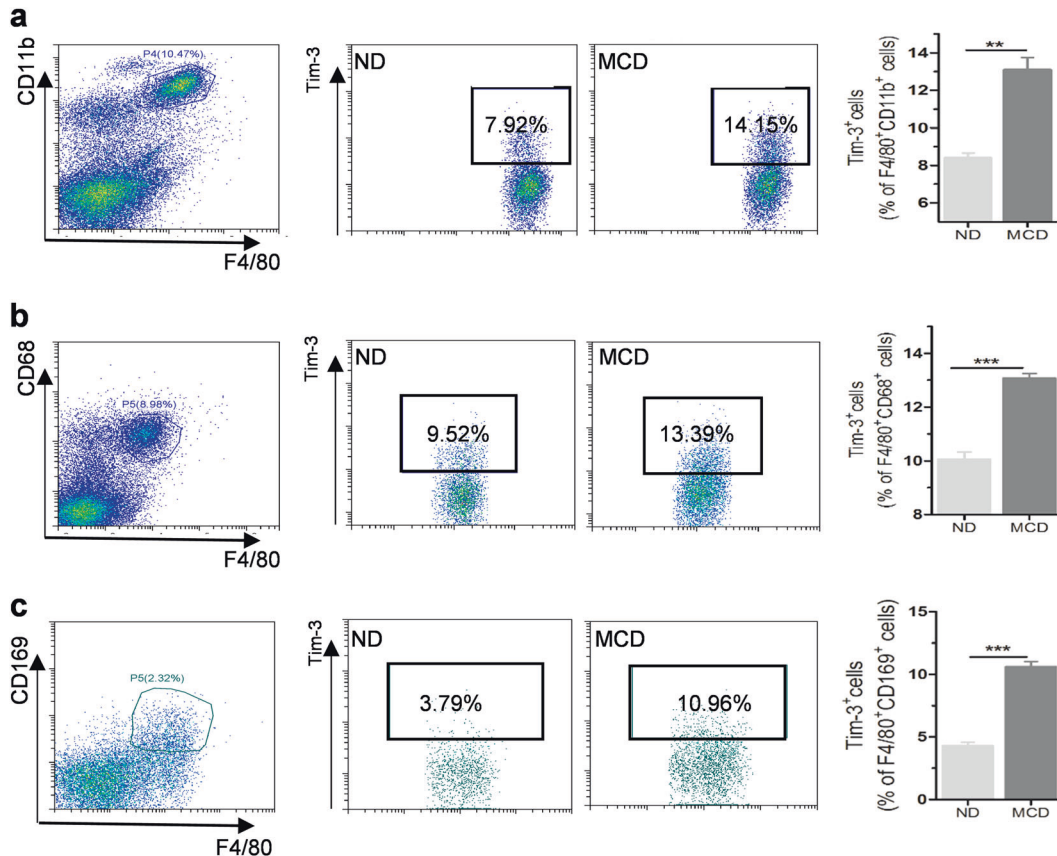 a
CD11b
P4(10.47%)
F4/80
Tim-3
ND
7.92%
MCD
14.15%
Tim-3⁺cells
(% of F4/80⁺CD11b⁺ cells)
**
14
12
10
8
6
ND MCD
b
CD68
P5(8.98%)
F4/80
Tim-3
ND
9.52%
MCD
13.39%
Tim-3⁺cells
(% of F4/80⁺CD68⁺ cells)
***
14
12
10
8
ND MCD
c
CD169
P5(2.32%)
F4/80
Tim-3
ND
3.79%
MCD
10.96%
Tim-3⁺cells
(% of F4/80⁺CD169⁺ cells)
***
15
10
5
0
ND MCD